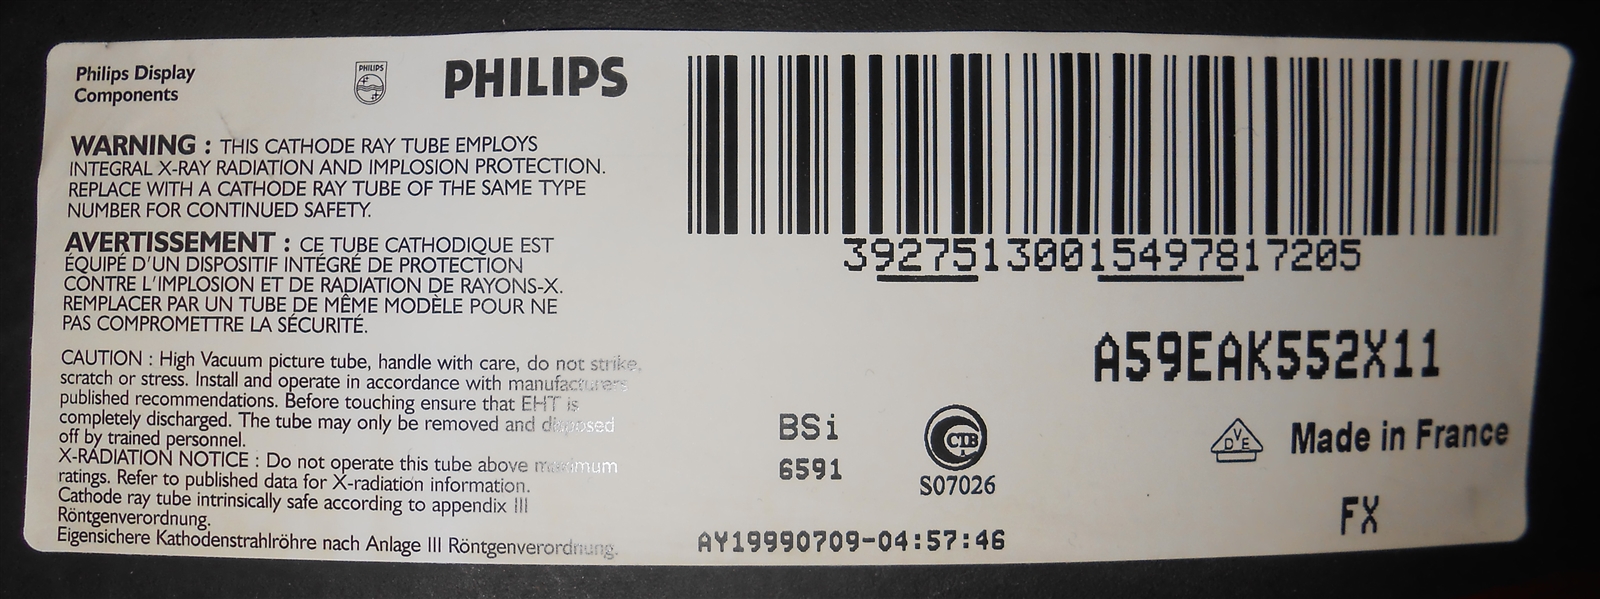 Philips Display
Components
PHILIPS
PHILIPS
WARNING : THIS CATHODE RAY TUBE EMPLOYS
INTEGRAL X-RAY RADIATION AND IMPLOSION PROTECTION.
REPLACE WITH A CATHODE RAY TUBE OF THE SAME TYPE
NUMBER FOR CONTINUED SAFETY.
AVERTISSEMENT : CE TUBE CATHODIQUE EST
ÉQUIPÉ D'UN DISPOSITIF INTÉGRÉ DE PROTECTION
CONTRE L'IMPLOSION ET DE RADIATION DE RAYONS-X.
REMPLACER PAR UN TUBE DE MÊME MODÈLE POUR NE
PAS COMPROMETTRE LA SÉCURITÉ.
CAUTION : High Vacuum picture tube, handle with care, do not strike,
scratch or stress. Install and operate in accordance with manufacturers
published recommendations. Before touching ensure that EHT is
completely discharged. The tube may only be removed and disposed
off by trained personnel.
X-RADIATION NOTICE : Do not operate this tube above maximum
ratings. Refer to published data for X-radiation information.
Cathode ray tube intrinsically safe according to appendix III
Röntgenverordnung.
Eigensichere Kathodenstrahlröhre nach Anlage III Röntgenverordnung.
39275130015497817205
A59EAK552X11
BSi
6591
CTB
S07026
DVE
Made in France
FX
AY19990709-04:57:46